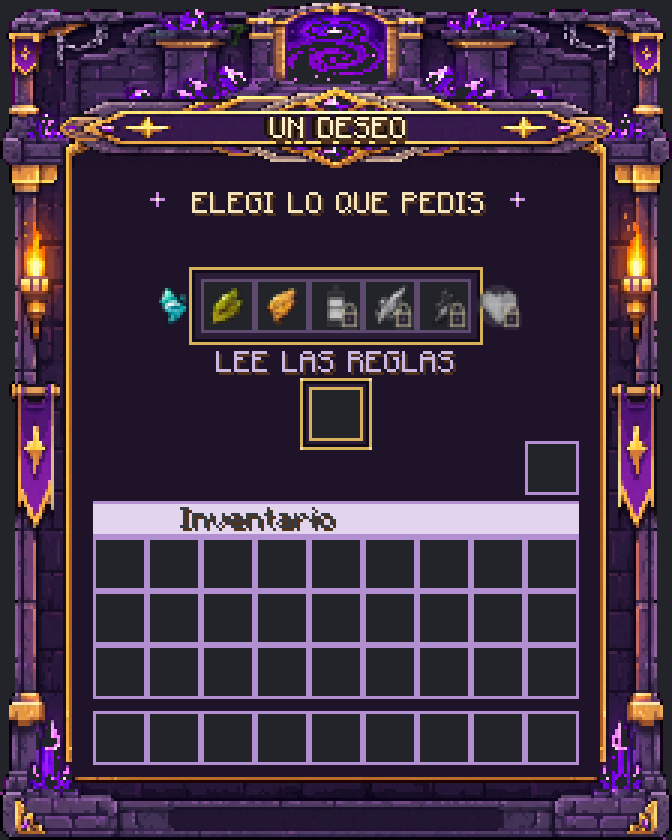 UN DESEO
ELEGI LO QUE PEDIS
LEE LAS REGLAS
Inventario